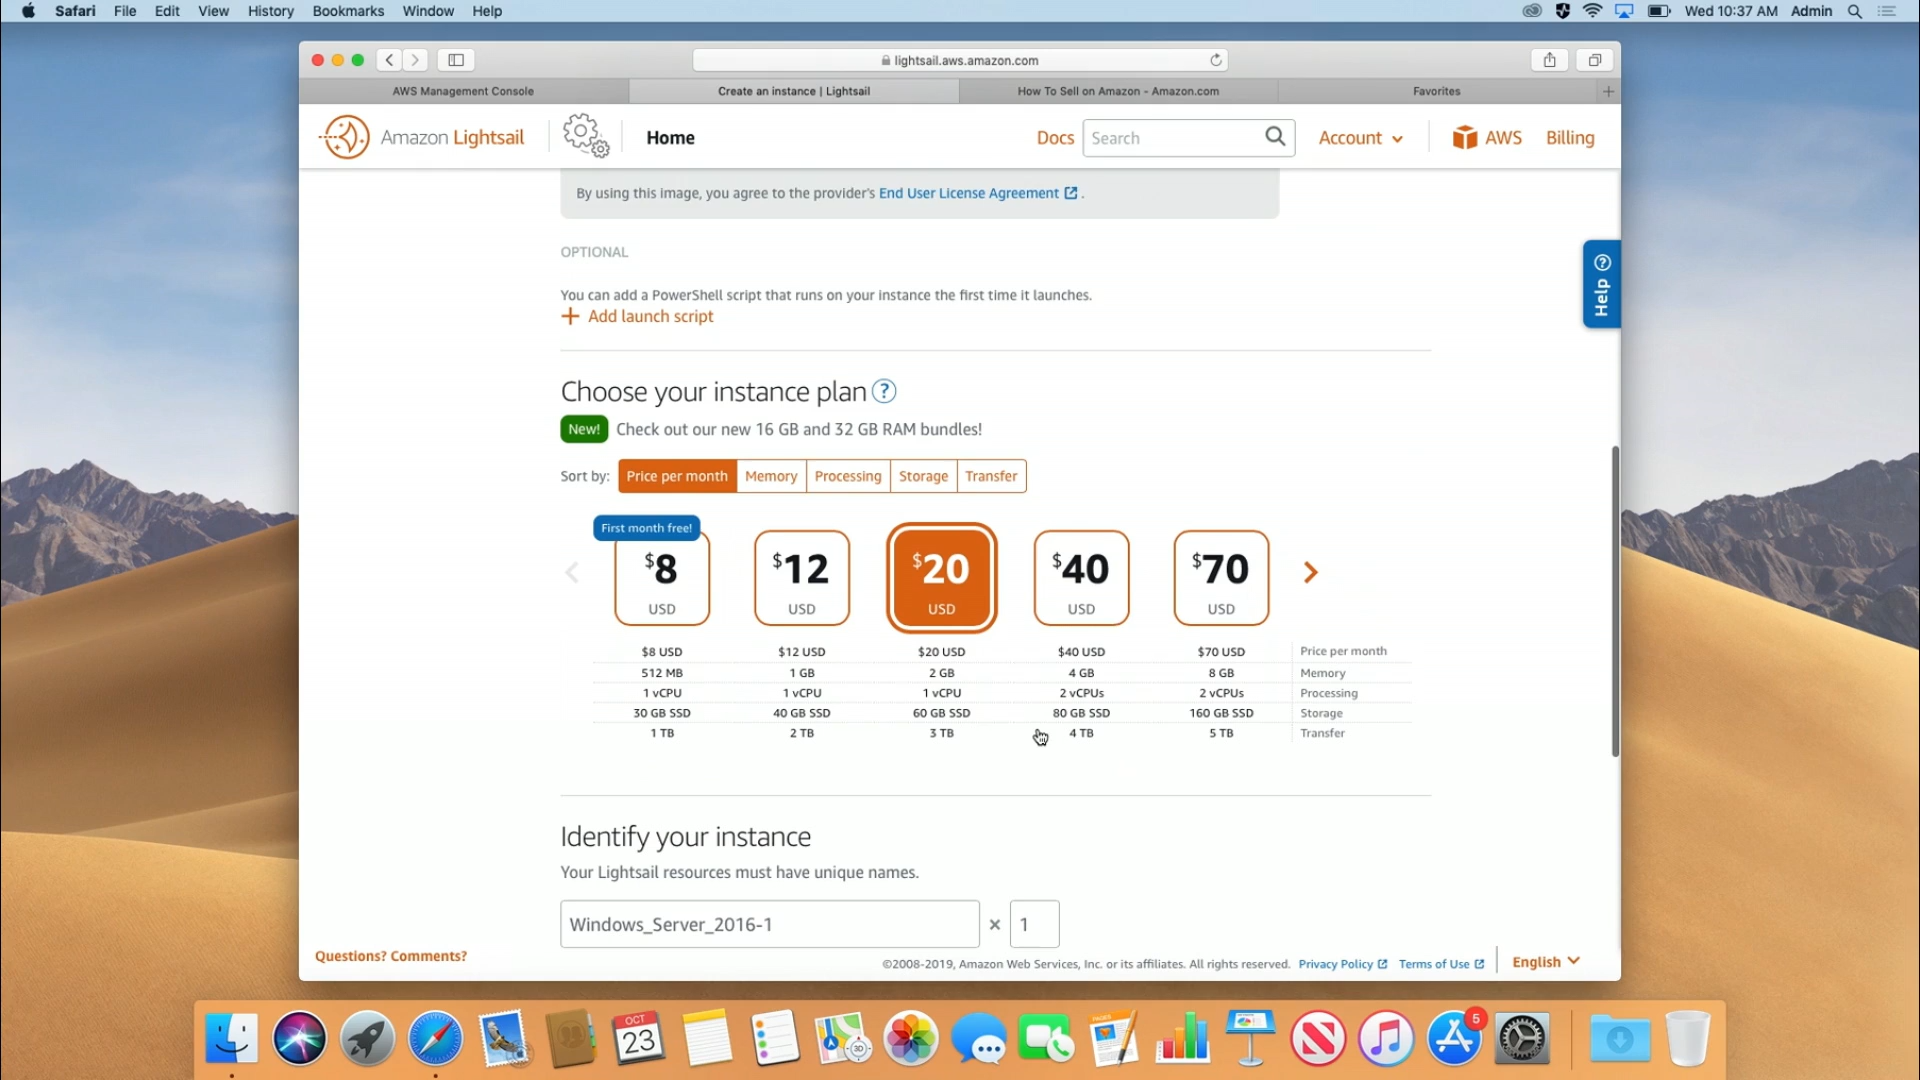 Safari File Edit View History Bookmarks Window Help
Wed 10:37 AM Admin
lightsail.aws.amazon.com
AWS Management Console
Create an instance | Lightsail
How To Sell on Amazon - Amazon.com
Favorites
Amazon Lightsail
Home
Docs
Search
Account
AWS
Billing
By using this image, you agree to the provider's End User License Agreement .
OPTIONAL
Help
You can add a PowerShell script that runs on your instance the first time it launches.
+ Add launch script
Choose your instance plan ?
New! Check out our new 16 GB and 32 GB RAM bundles!
Sort by: Price per month Memory Processing Storage Transfer
First month free!
$8 $12 $20 $40 $70
USD USD USD USD USD
$8 USD $12 USD $20 USD $40 USD $70 USD Price per month
512 MB 1 GB 2 GB 4 GB 8 GB Memory
1 vCPU 1 vCPU 1 vCPU 2 vCPUs 2 vCPUs Processing
30 GB SSD 40 GB SSD 60 GB SSD 80 GB SSD 160 GB SSD Storage
1 TB 2 TB 3 TB 4 TB 5 TB Transfer
Identify your instance
Your Lightsail resources must have unique names.
Windows_Server_2016-1 × 1
Questions? Comments?
©2008-2019, Amazon Web Services, Inc. or its affiliates. All rights reserved. Privacy Policy Terms of Use English
OCT
23
3D
PAGES
5